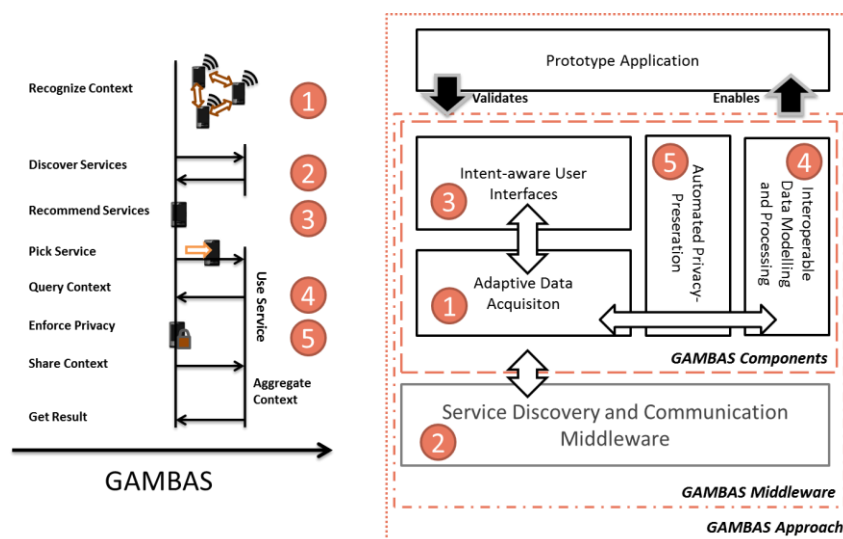 Recognize Context
1
Discover Services
2
Recommend Services
3
Pick Service
Query Context
4
Enforce Privacy
5
Share Context
Get Result
Use Service
Aggregate
Context
GAMBAS
Prototype Application
Validates
Enables
3
Intent-aware User
Interfaces
5
Automated Privacy-
Preseration
4
Interoperable
Data Modelling
and Processing
1
Adaptive Data
Acquisiton
GAMBAS Components
Service Discovery and Communication
Middleware
2
GAMBAS Middleware
GAMBAS Approach